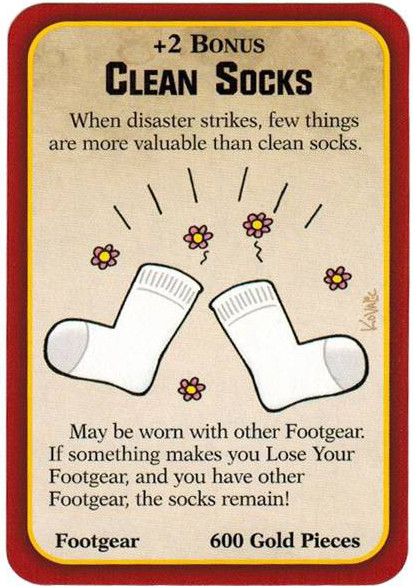 +2 BONUS
CLEAN SOCKS
When disaster strikes, few things
are more valuable than clean socks.
KOVALIC
May be worn with other Footgear.
If something makes you Lose Your
Footgear, and you have other
Footgear, the socks remain!
Footgear 600 Gold Pieces